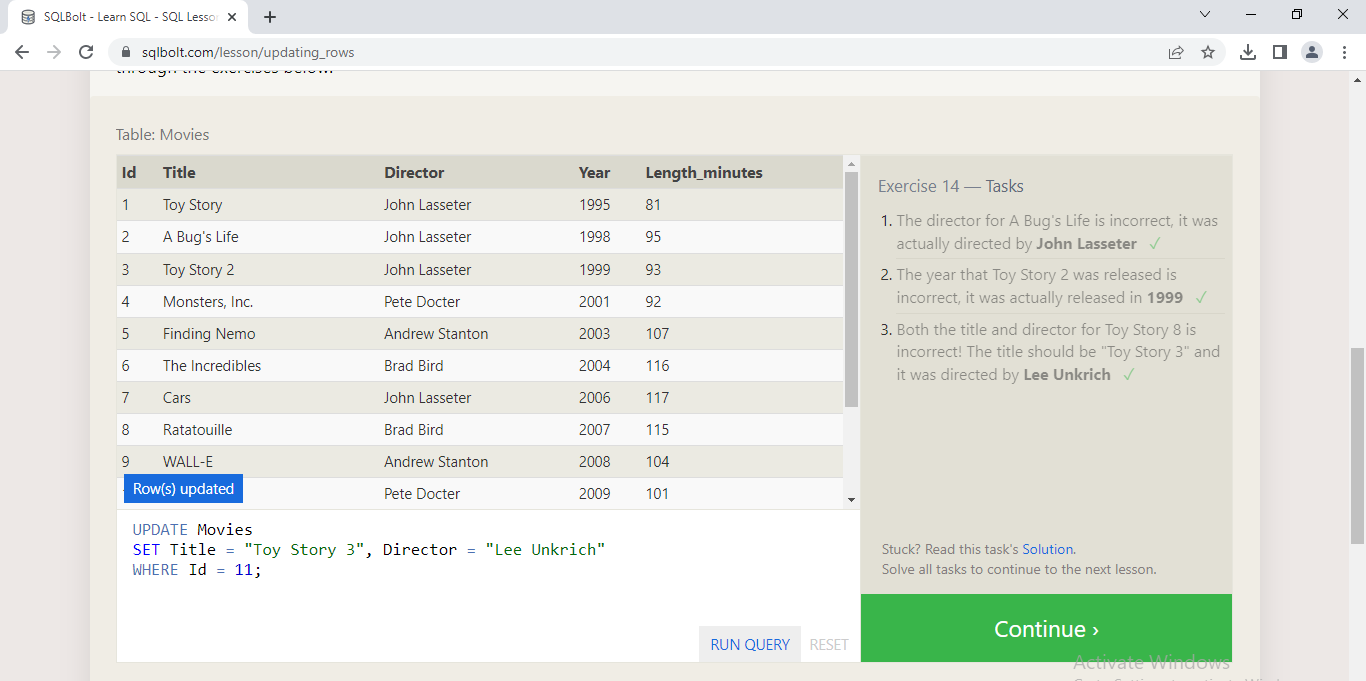 SQLBolt - Learn SQL - SQL Lesso
sqlbolt.com/lesson/updating_rows
through the exercises below.
Table: Movies
Id Title Director Year Length_minutes
1 Toy Story John Lasseter 1995 81
2 A Bug's Life John Lasseter 1998 95
3 Toy Story 2 John Lasseter 1999 93
4 Monsters, Inc. Pete Docter 2001 92
5 Finding Nemo Andrew Stanton 2003 107
6 The Incredibles Brad Bird 2004 116
7 Cars John Lasseter 2006 117
8 Ratatouille Brad Bird 2007 115
9 WALL-E Andrew Stanton 2008 104
Row(s) updated Pete Docter 2009 101
UPDATE Movies
SET Title = "Toy Story 3", Director = "Lee Unkrich"
WHERE Id = 11;
RUN QUERY RESET
Exercise 14 — Tasks
1. The director for A Bug's Life is incorrect, it was
actually directed by John Lasseter ✓
2. The year that Toy Story 2 was released is
incorrect, it was actually released in 1999 ✓
3. Both the title and director for Toy Story 8 is
incorrect! The title should be "Toy Story 3" and
it was directed by Lee Unkrich ✓
Stuck? Read this task's Solution.
Solve all tasks to continue to the next lesson.
Continue ›
Activate Windows